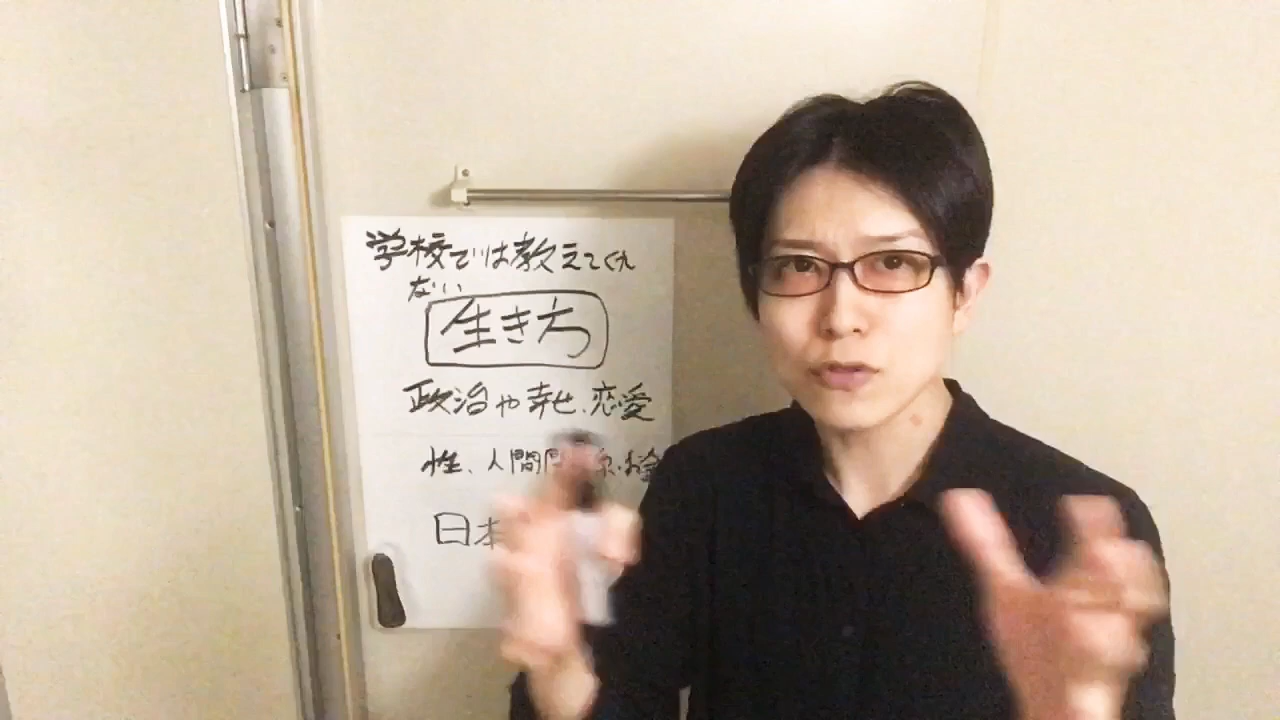 学校では教えてくれ
ない
生き方
政治や幸せ、恋愛
性、人間
日本